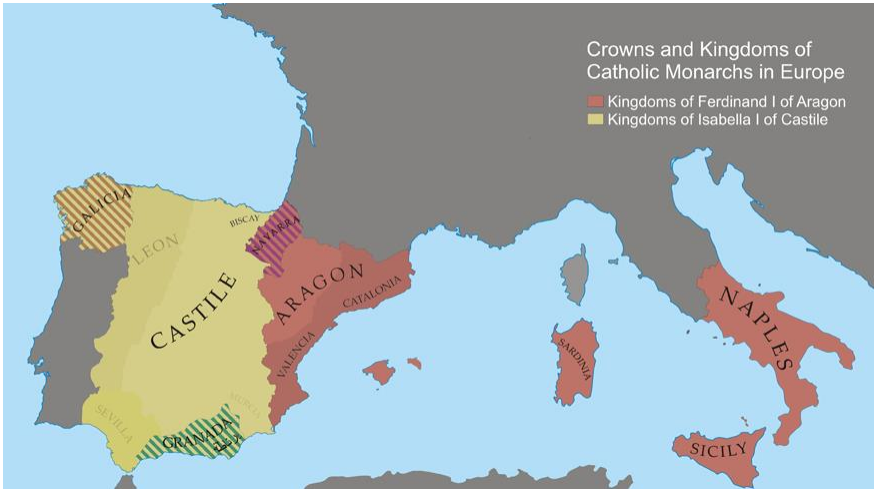 Crowns and Kingdoms of
Catholic Monarchs in Europe
Kingdoms of Ferdinand I of Aragon
Kingdoms of Isabella I of Castile
GALICIA
LEON
BISCAY
NAVARRA
CASTILE
ARAGON
CATALONIA
VALENCIA
SEVILLA
MURCIA
GRANADA
SARDINIA
NAPLES
SICILY